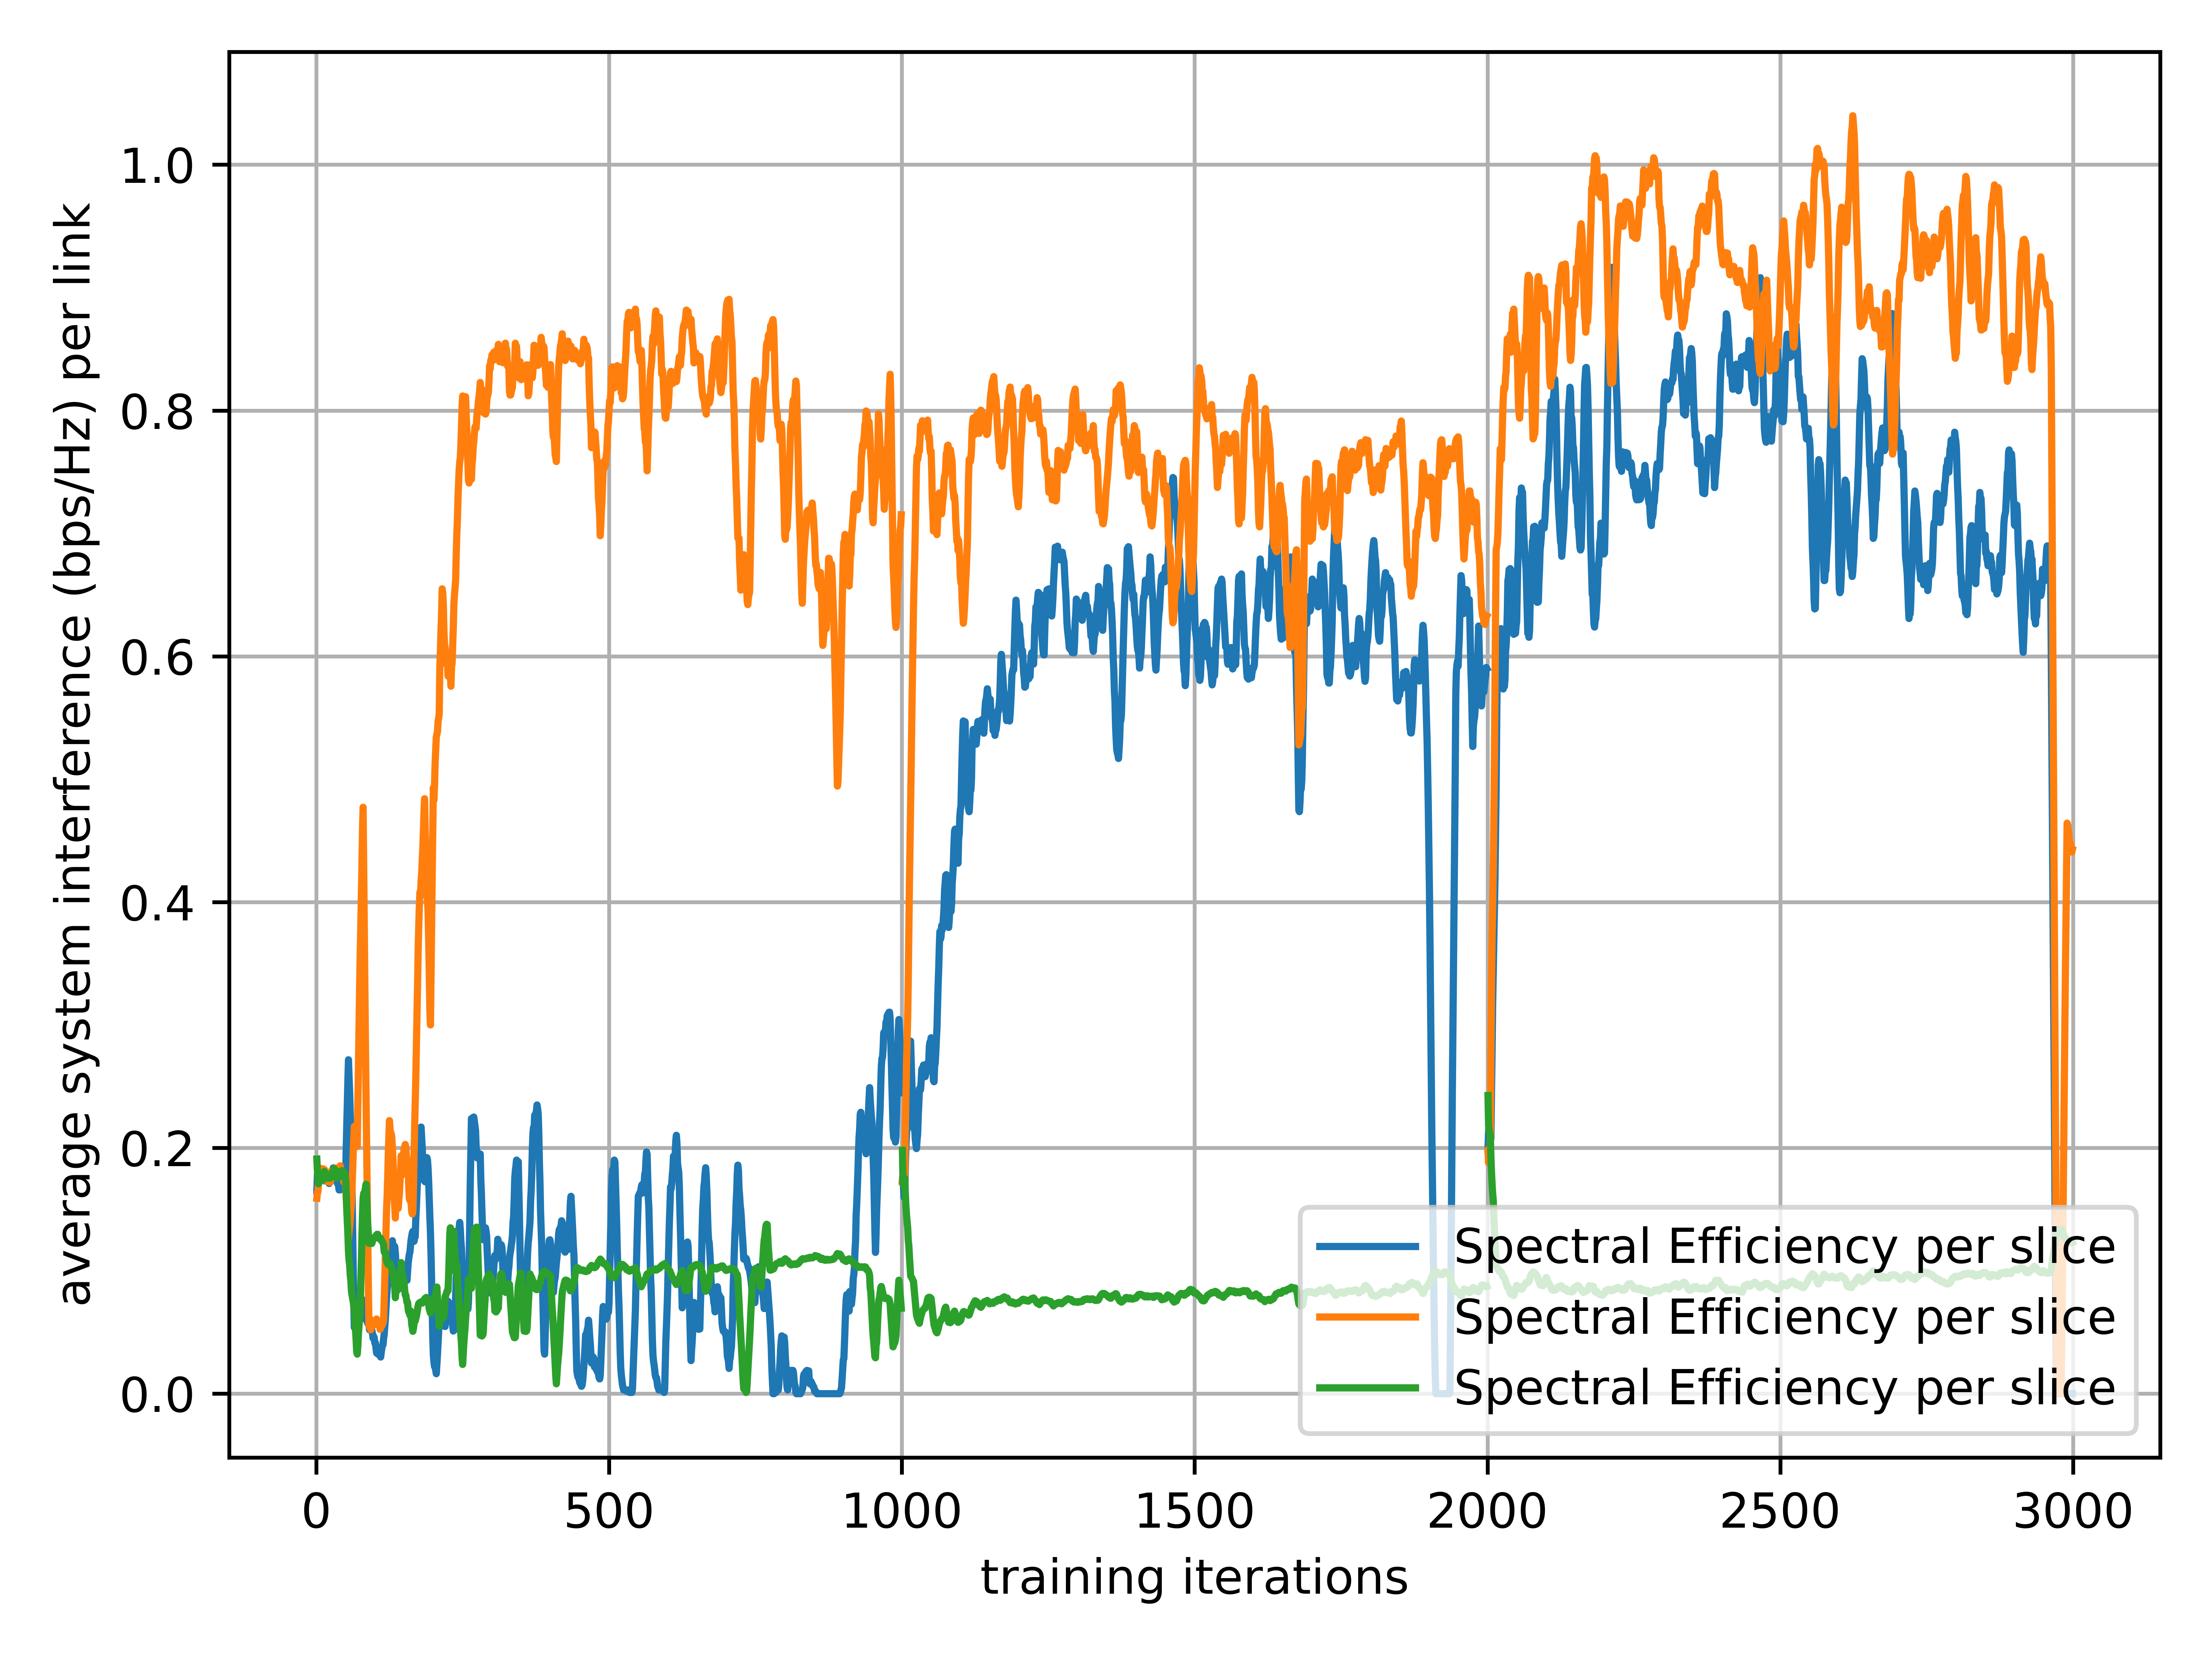 average system interference (bps/Hz) per link
1.0
0.8
0.6
0.4
0.2
0.0
Spectral Efficiency per slice
Spectral Efficiency per slice
Spectral Efficiency per slice
0 500 1000 1500 2000 2500 3000
training iterations